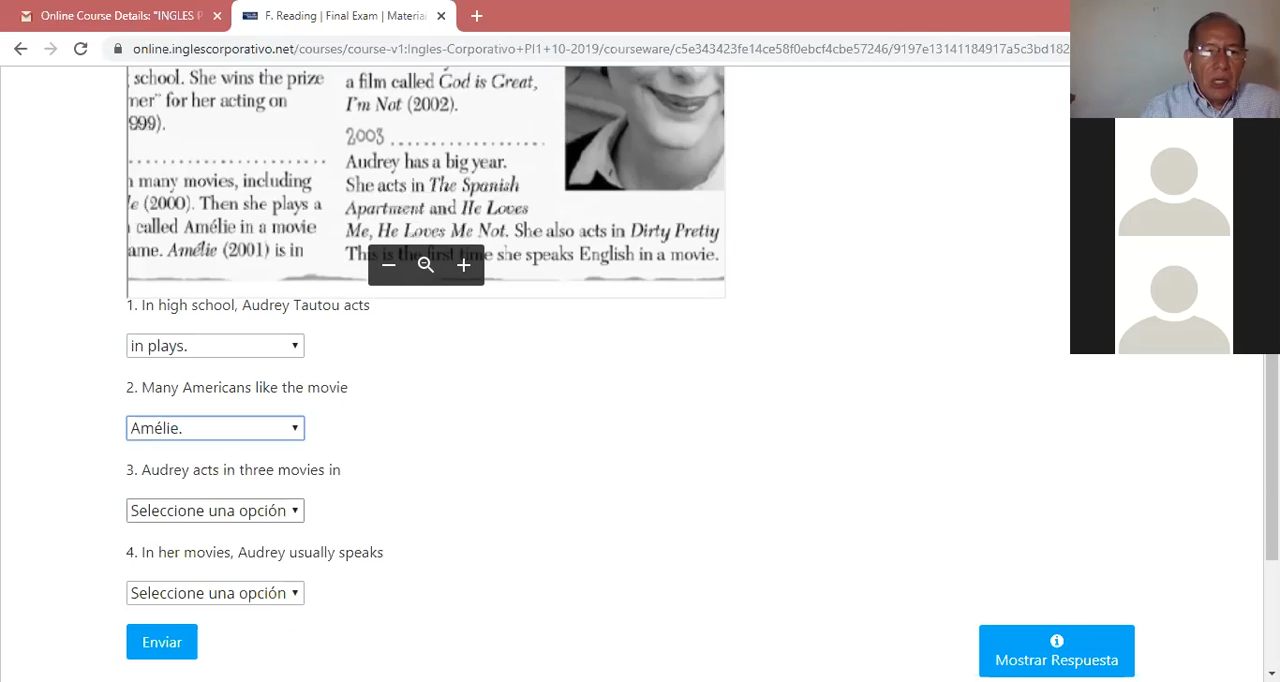 Online Course Details: "INGLES P
F. Reading | Final Exam | Materia
online.inglescorporativo.net/courses/course-v1:Ingles-Corporativo+PI1+10-2019/courseware/c5e343423fe14ce58f0ebcf4cbe57246/9197e13141184917a5c3bd182
school. She wins the prize
ner" for her acting on
999).
many movies, including
le (2000). Then she plays a
called Amélie in a movie
ame. Amélie (2001) is in
a film called God is Great,
I'm Not (2002).
2003
Audrey has a big year.
She acts in The Spanish
Apartment and He Loves
Me, He Loves Me Not. She also acts in Dirty Pretty
This is the first time she speaks English in a movie.
1. In high school, Audrey Tautou acts
in plays.
2. Many Americans like the movie
Amélie.
3. Audrey acts in three movies in
Seleccione una opción
4. In her movies, Audrey usually speaks
Seleccione una opción
Enviar
Mostrar Respuesta